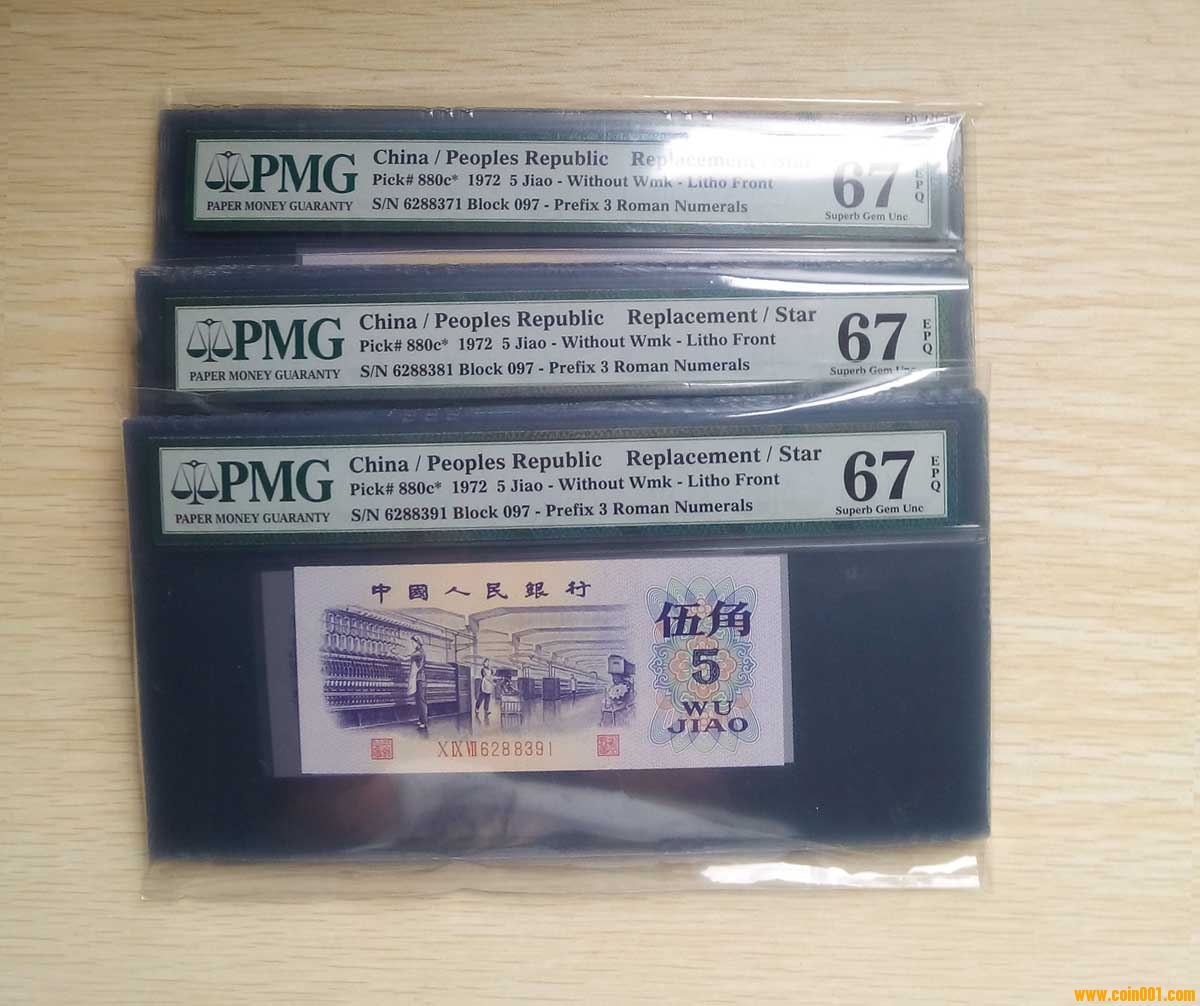 PMG
PAPER MONEY GUARANTY
China / Peoples Republic Replacement / Star
Pick# 880c* 1972 5 Jiao - Without Wmk - Litho Front
S/N 6288371 Block 097 - Prefix 3 Roman Numerals
67
EPQ
Superb Gem Unc
PMG
PAPER MONEY GUARANTY
China / Peoples Republic Replacement / Star
Pick# 880c* 1972 5 Jiao - Without Wmk - Litho Front
S/N 6288381 Block 097 - Prefix 3 Roman Numerals
67
EPQ
Superb Gem Unc
PMG
PAPER MONEY GUARANTY
China / Peoples Republic Replacement / Star
Pick# 880c* 1972 5 Jiao - Without Wmk - Litho Front
S/N 6288391 Block 097 - Prefix 3 Roman Numerals
67
EPQ
Superb Gem Unc
中國人民銀行
伍角
5
WU
JIAO
X IX VII 6288391
www.coin001.com